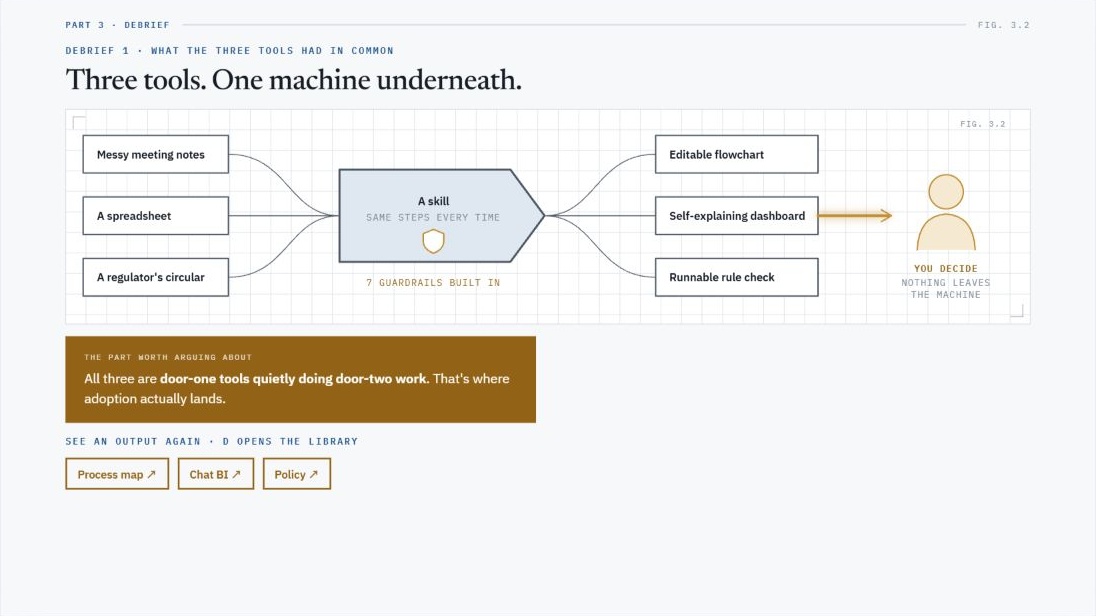 PART 3 · DEBRIEF
FIG. 3.2
DEBRIEF 1 · WHAT THE THREE TOOLS HAD IN COMMON
Three tools. One machine underneath.
FIG. 3.2
Messy meeting notes
A spreadsheet
A regulator's circular
A skill
SAME STEPS EVERY TIME
7 GUARDRAILS BUILT IN
Editable flowchart
Self-explaining dashboard
Runnable rule check
YOU DECIDE
NOTHING LEAVES
THE MACHINE
THE PART WORTH ARGUING ABOUT
All three are door-one tools quietly doing door-two work. That's where
adoption actually lands.
SEE AN OUTPUT AGAIN · D OPENS THE LIBRARY
Process map ↗
Chat BI ↗
Policy ↗